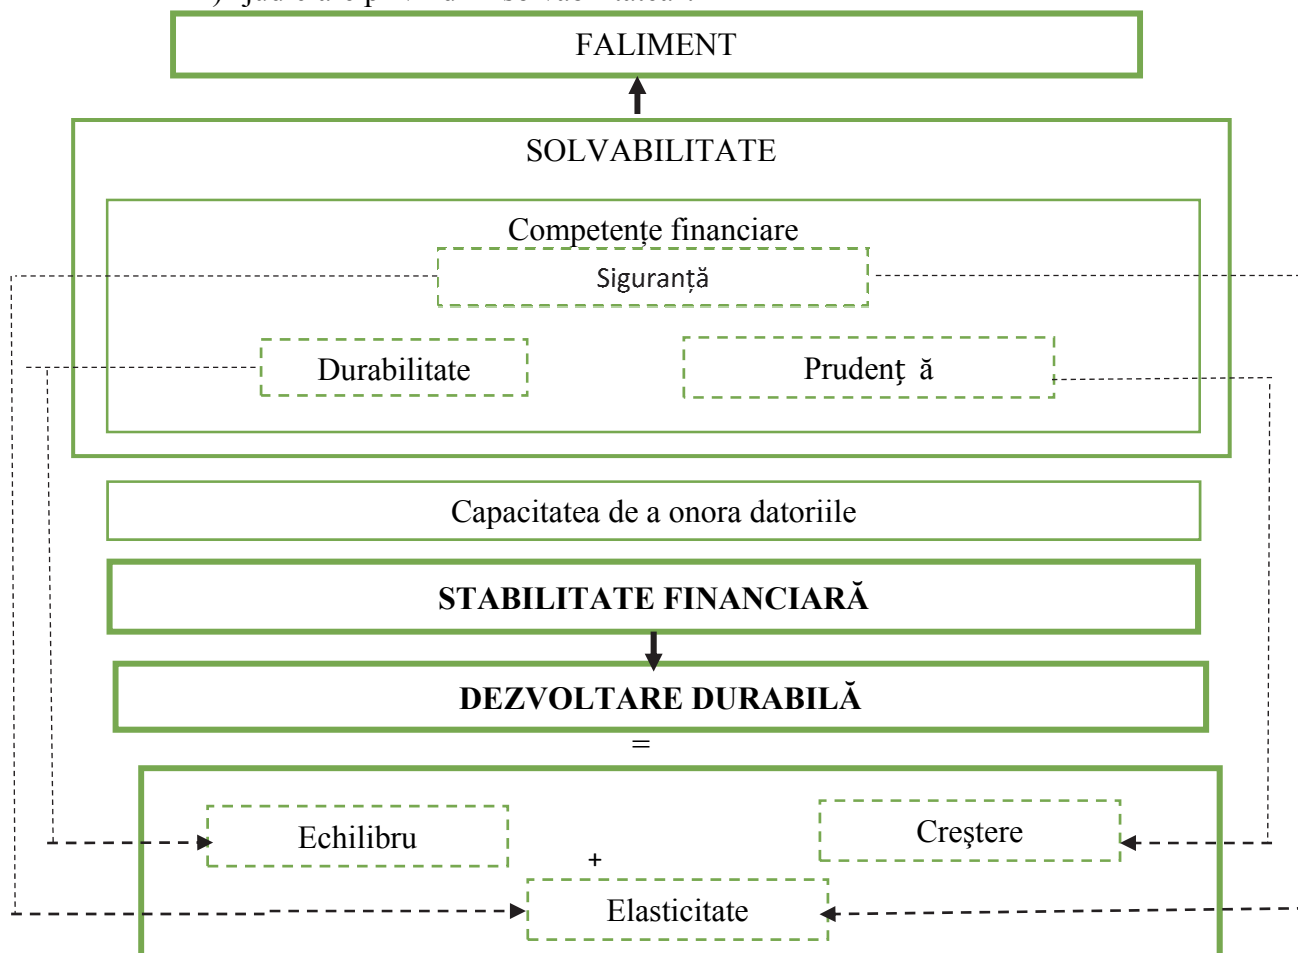 FALIMENT
SOLVABILITATE
Competențe financiare
Siguranță
Durabilitate
Prudenț ă
Capacitatea de a onora datoriile
STABILITATE FINANCIARĂ
DEZVOLTARE DURABILĂ
=
Echilibru
Creştere
+
Elasticitate